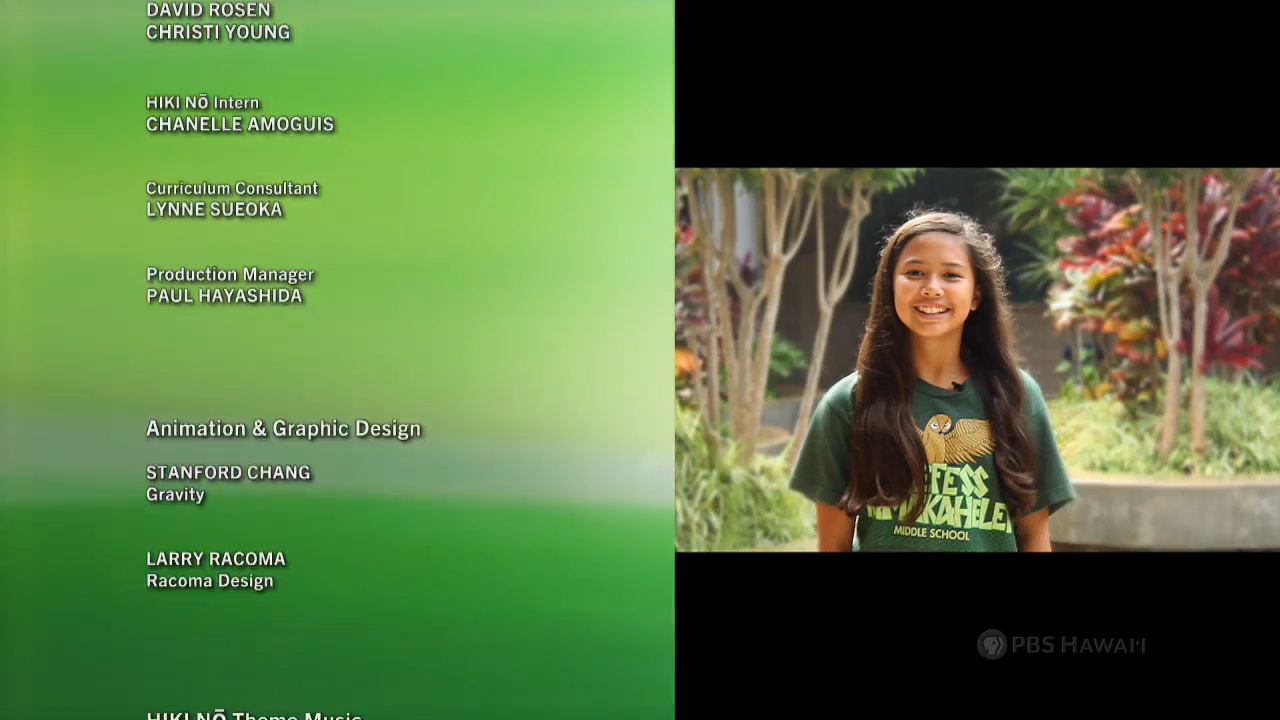 DAVID ROSEN
CHRISTI YOUNG
HIKI NŌ Intern
CHANELLE AMOGUIS
Curriculum Consultant
LYNNE SUEOKA
Production Manager
PAUL HAYASHIDA
Animation & Graphic Design
STANFORD CHANG
Gravity
LARRY RACOMA
Racoma Design
HIKI NŌ Theme Music
MIDDLE SCHOOL
PBS HAWAIʻI